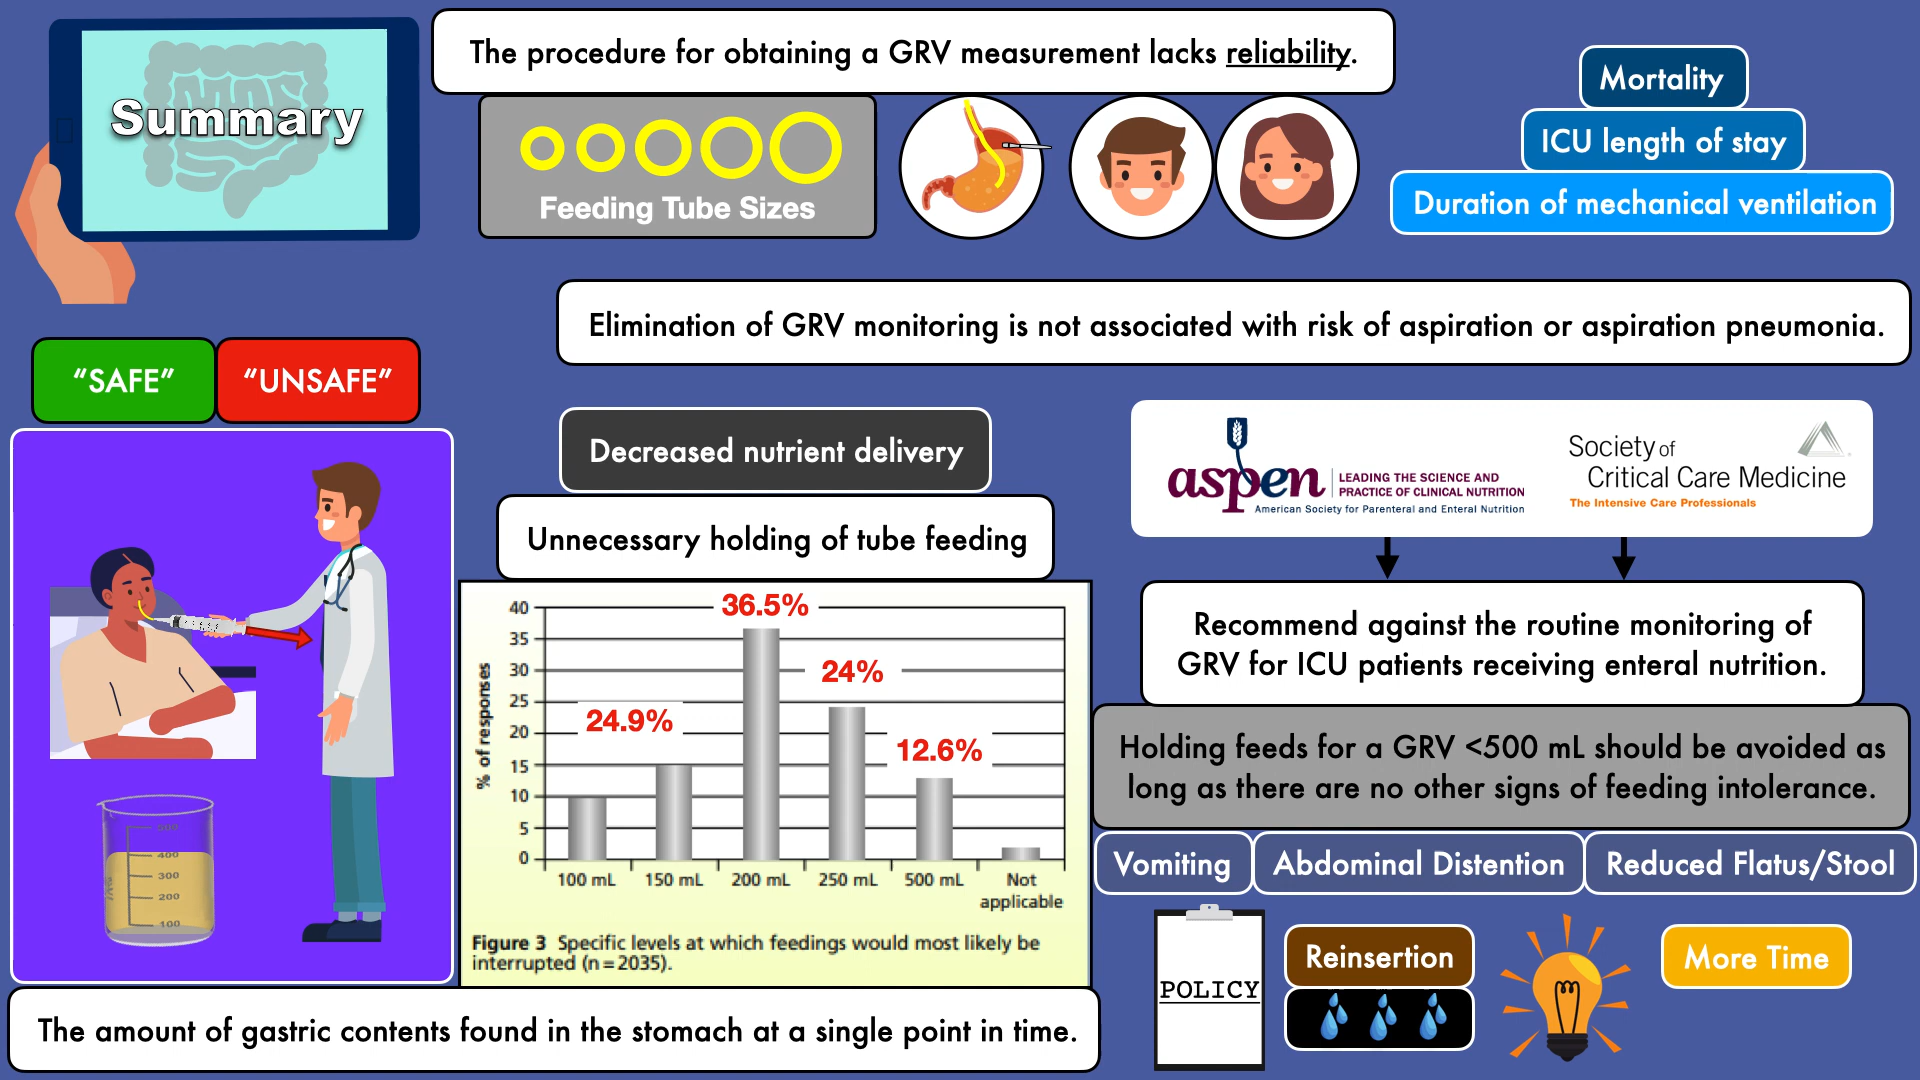 Summary
The procedure for obtaining a GRV measurement lacks reliability.
Feeding Tube Sizes
Mortality
ICU length of stay
Duration of mechanical ventilation
Elimination of GRV monitoring is not associated with risk of aspiration or aspiration pneumonia.
“SAFE”
“UNSAFE”
500
400
300
200
100
The amount of gastric contents found in the stomach at a single point in time.
Decreased nutrient delivery
Unnecessary holding of tube feeding
% of responses
40
35
30
25
20
15
10
5
0
24.9%
36.5%
24%
12.6%
100 mL
150 mL
200 mL
250 mL
500 mL
Not
applicable
Figure 3 Specific levels at which feedings would most likely be
interrupted (n=2035).
aspen
LEADING THE SCIENCE AND
PRACTICE OF CLINICAL NUTRITION
American Society for Parenteral and Enteral Nutrition
Society of
Critical Care Medicine
The Intensive Care Professionals
Recommend against the routine monitoring of
GRV for ICU patients receiving enteral nutrition.
Holding feeds for a GRV <500 mL should be avoided as
long as there are no other signs of feeding intolerance.
Vomiting
Abdominal Distention
Reduced Flatus/Stool
POLICY
Reinsertion
More Time